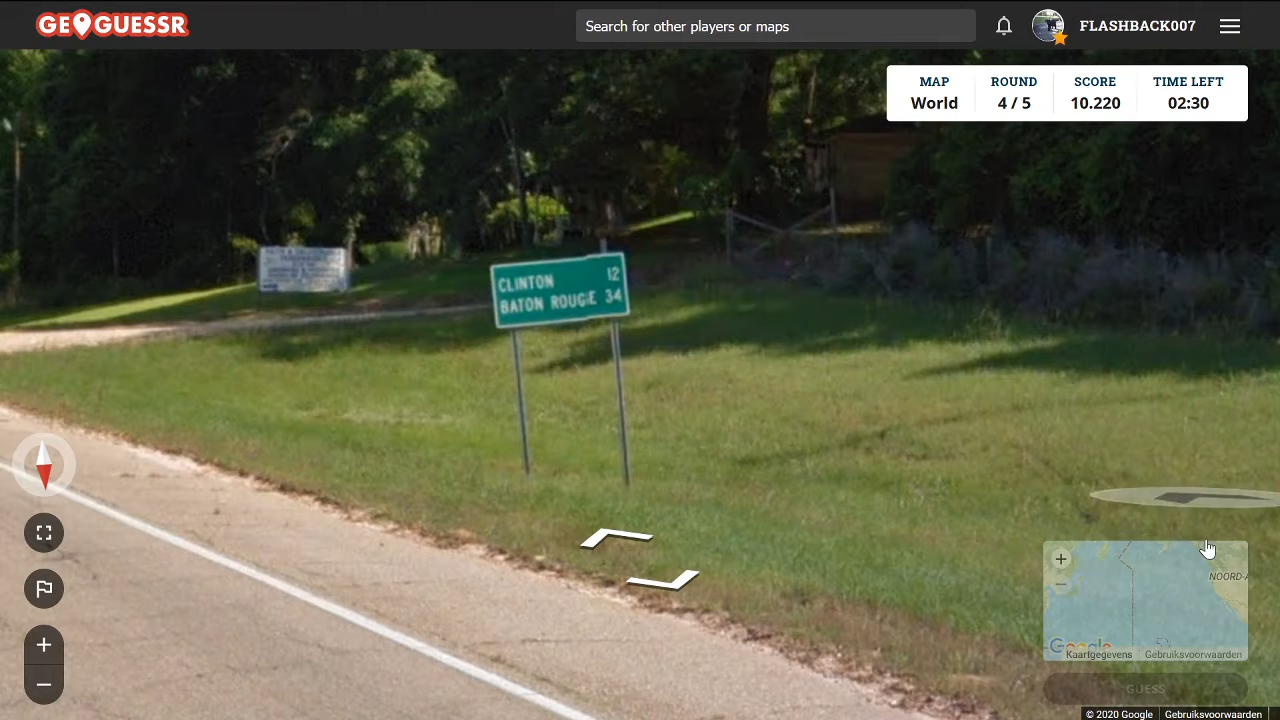 GEOGUESSR
Search for other players or maps
FLASHBACK007
MAP
World
ROUND
4 / 5
SCORE
10.220
TIME LEFT
02:30
CLINTON 12
BATON ROUGE 34
NOORD-A
Google
Kaartgegevens
Gebruiksvoorwaarden
GUESS
© 2020 Google
Gebruiksvoorwaarden